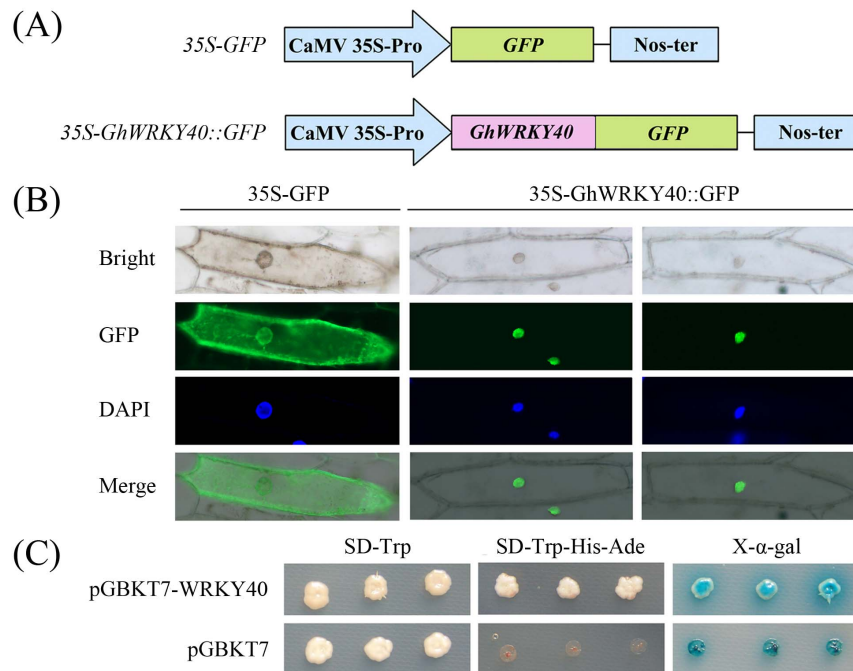 (A)
35S-GFP CaMV 35S-Pro GFP Nos-ter
35S-GhWRKY40::GFP CaMV 35S-Pro GhWRKY40 GFP Nos-ter
(B)
35S-GFP 35S-GhWRKY40::GFP
Bright
GFP
DAPI
Merge
(C)
SD-Trp SD-Trp-His-Ade X-α-gal
pGBKT7-WRKY40
pGBKT7